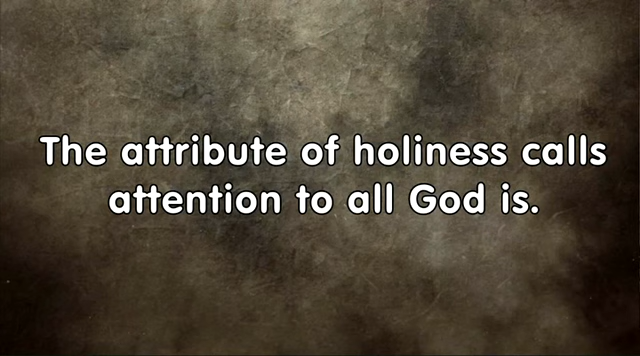 The attribute of holiness calls
attention to all God is.